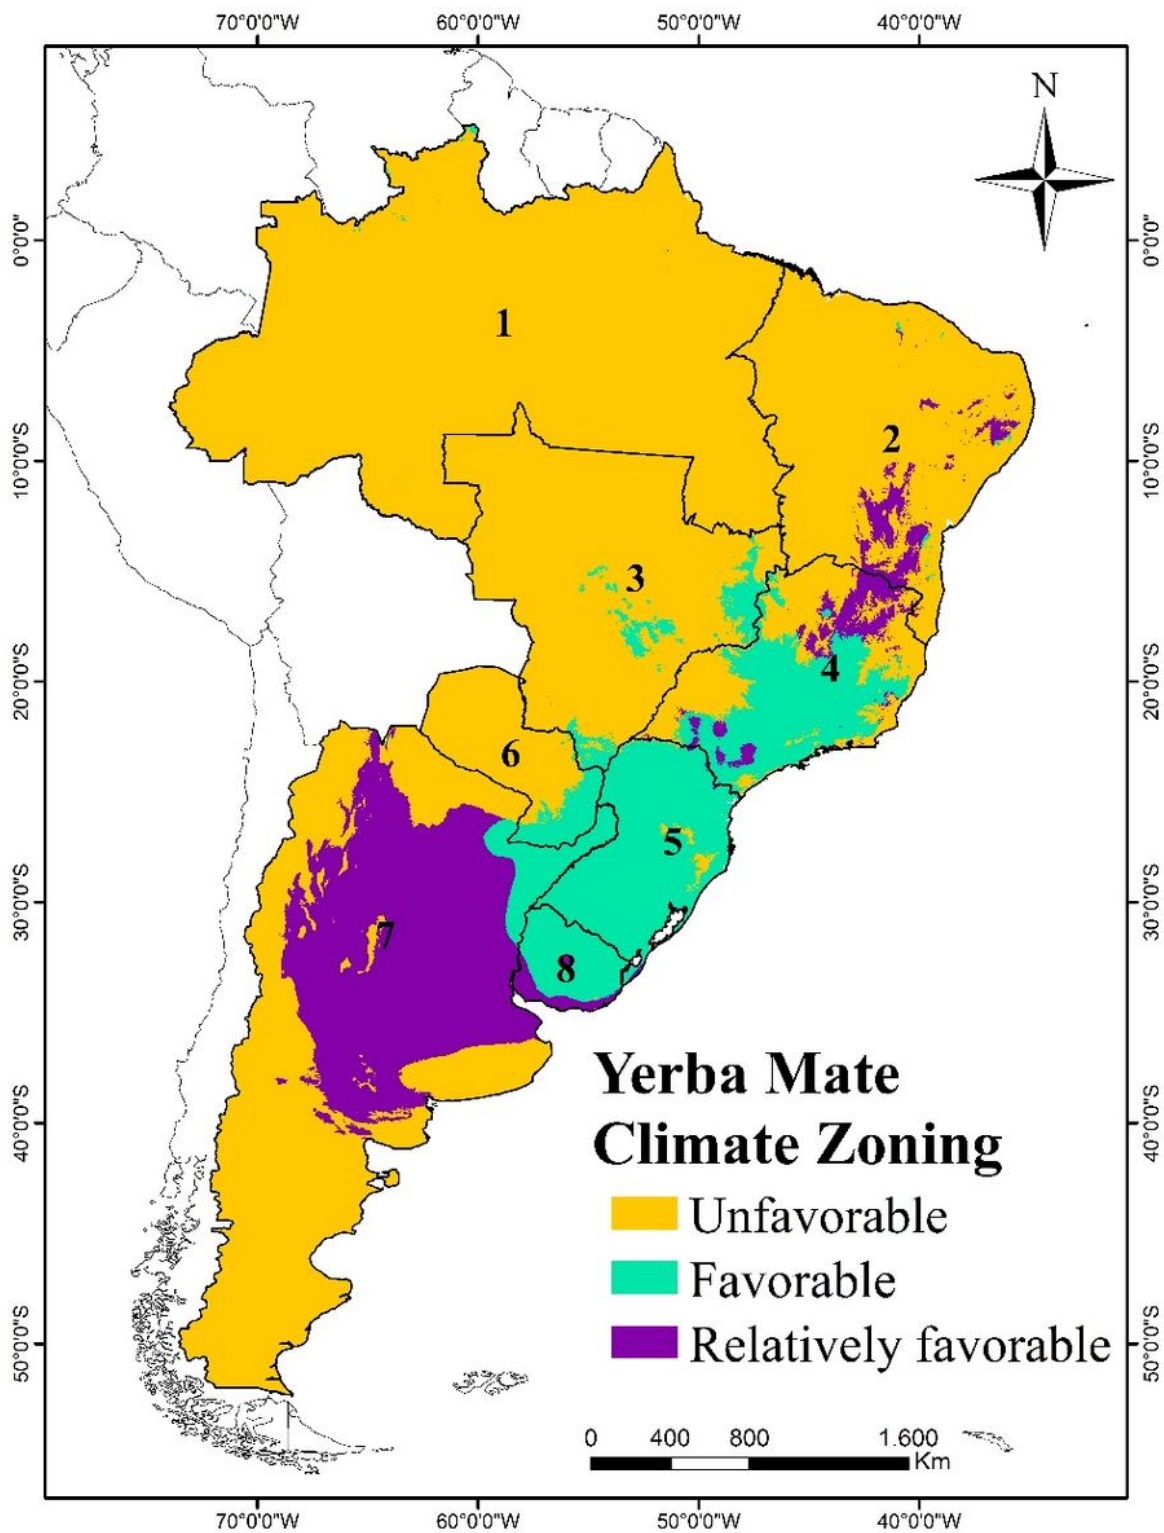 70°0'0"W 60°0'0"W 50°0'0"W 40°0'0"W
N
0°0'0" 0°0'0"
1
2
10°0'0"S 10°0'0"S
3
4
20°0'0"S 20°0'0"S
6
5
30°0'0"S 30°0'0"S
7
8
Yerba Mate
Climate Zoning
40°0'0"S 40°0'0"S
Unfavorable
Favorable
Relatively favorable
50°0'0"S 50°0'0"S
0 400 800 1.600
Km
70°0'0"W 60°0'0"W 50°0'0"W 40°0'0"W